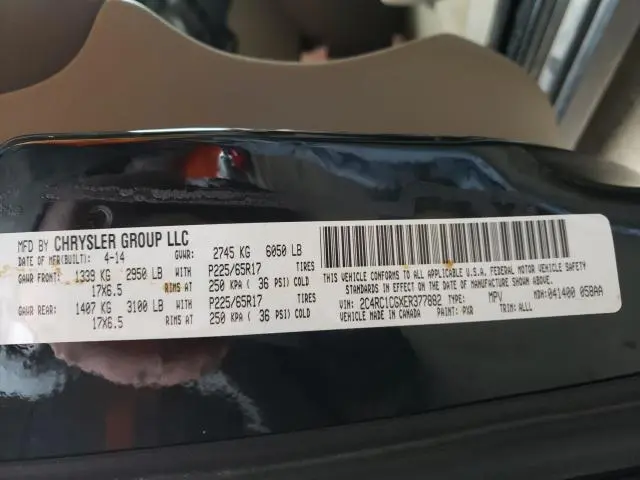 MFD BY CHRYSLER GROUP LLC
DATE OF MFR(BUILT): 4-14 GVWR: 2745 KG 6050 LB
GAWR FRONT: 1339 KG 2950 LB WITH P225/65R17 TIRES
17X6.5 RIMS AT 250 KPA ( 36 PSI) COLD
GAWR REAR: 1407 KG 3100 LB WITH P225/65R17 TIRES
17X6.5 RIMS AT 250 KPA ( 36 PSI) COLD
THIS VEHICLE CONFORMS TO ALL APPLICABLE U.S.A. FEDERAL MOTOR VEHICLE SAFETY
STANDARDS IN EFFECT ON THE DATE OF MANUFACTURE SHOWN ABOVE.
VIN: 2C4RC1CGXER377882 TYPE: MPV MDH:041400 058AA
VEHICLE MADE IN CANADA PAINT: PXR TRIM: ALLL